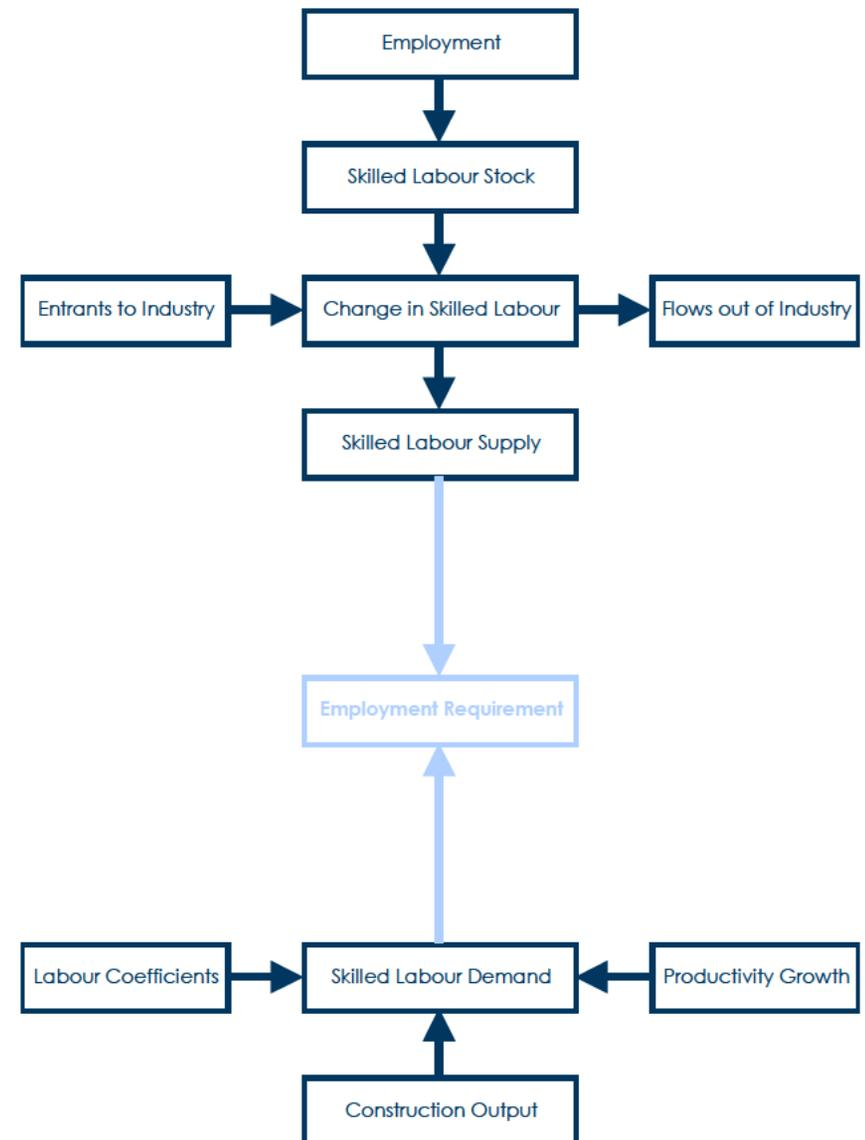 Employment
Skilled Labour Stock
Entrants to Industry
Change in Skilled Labour
Flows out of Industry
Skilled Labour Supply
Employment Requirement
Labour Coefficients
Skilled Labour Demand
Productivity Growth
Construction Output